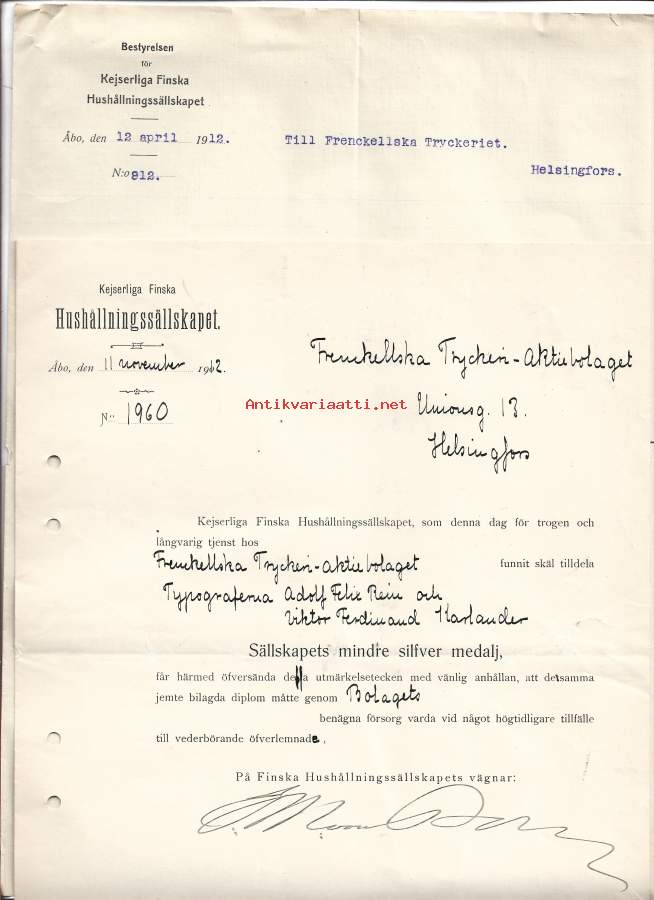 Bestyrelsen
för
Kejserliga Finska
Hushållningssällskapet
Åbo, den 12 april 1912.
Till Frenckellska Tryckeriet.
N:o 912.
Helsingfors.
Kejserliga Finska
Hushållningssällskapet.
Åbo, den 11 november 1912
Frenckellska Tryckeri-Aktiebolaget
Antikvariaatti.net
No: 1960
Unionsg. 13.
Helsingfors
Kejserliga Finska Hushållningssällskapet, som denna dag för trogen och
långvarig tjenst hos
Frenckellska Tryckeri-aktiebolaget funnit skäl tilldela
Typograferna Adolf Felix Rein och
Viktor Ferdinand Karlander
Sällskapets mindre silfver medalj,
får härmed öfversända dessa utmärkelsetecken med vänlig anhållan, att desamma
jemte bilagda diplom måtte genom Bolagets
benägna försorg varda vid något högtidligare tillfälle
till vederbörande öfverlemnade,
På Finska Hushållningssällskapets vägnar: